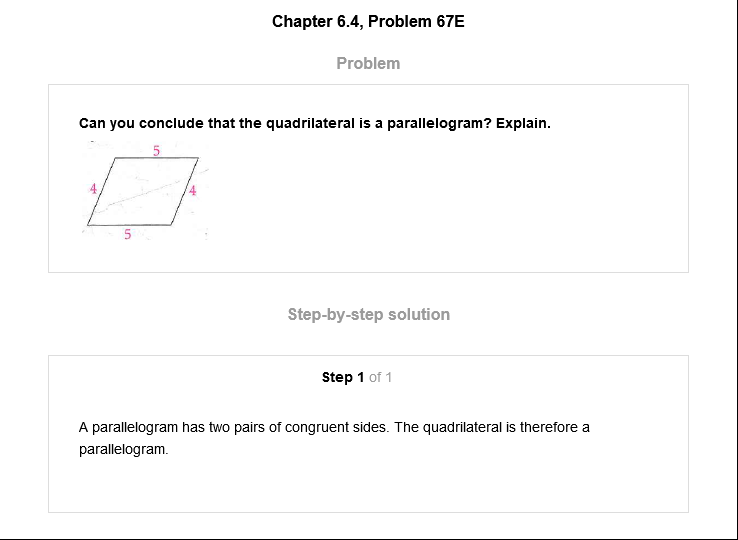 Chapter 6.4, Problem 67E
Problem
Can you conclude that the quadrilateral is a parallelogram? Explain.
5
4
4
5
Step-by-step solution
Step 1 of 1
A parallelogram has two pairs of congruent sides. The quadrilateral is therefore a
parallelogram.